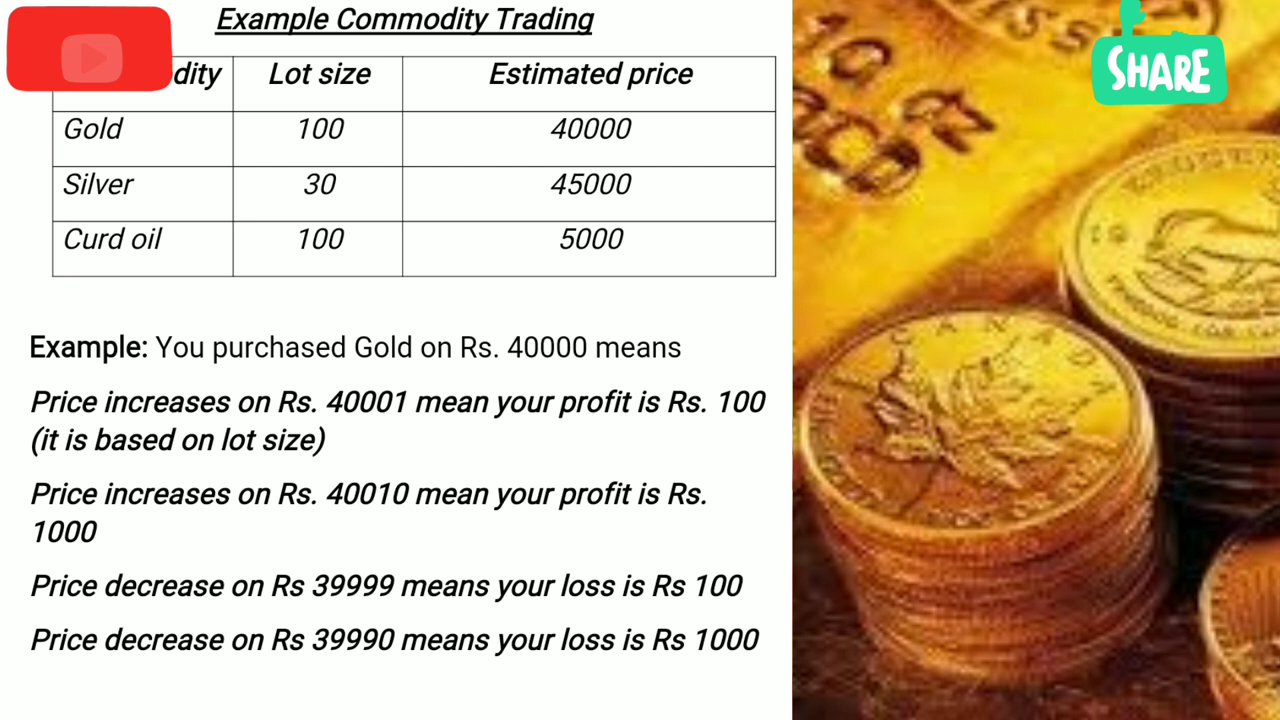 Example Commodity Trading
dity Lot size Estimated price
Gold 100 40000
Silver 30 45000
Curd oil 100 5000
Example: You purchased Gold on Rs. 40000 means
Price increases on Rs. 40001 mean your profit is Rs. 100
(it is based on lot size)
Price increases on Rs. 40010 mean your profit is Rs.
1000
Price decrease on Rs 39999 means your loss is Rs 100
Price decrease on Rs 39990 means your loss is Rs 1000
SHARE
CANADA